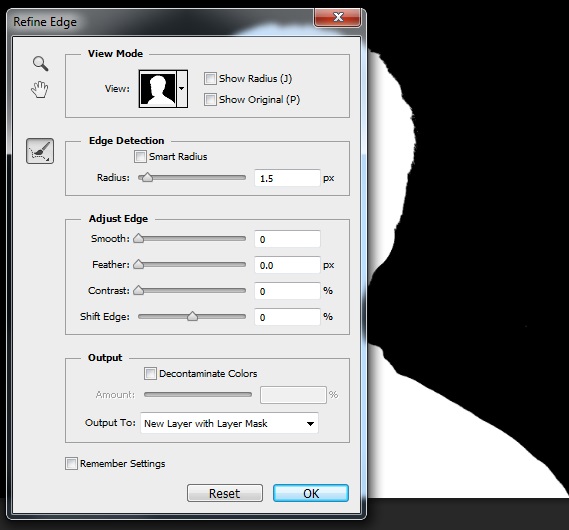 Refine Edge
View Mode
View:
Show Radius (J)
Show Original (P)
Edge Detection
Smart Radius
Radius: 1.5 px
Adjust Edge
Smooth: 0
Feather: 0.0 px
Contrast: 0 %
Shift Edge: 0 %
Output
Decontaminate Colors
Amount: %
Output To: New Layer with Layer Mask
Remember Settings
Reset OK